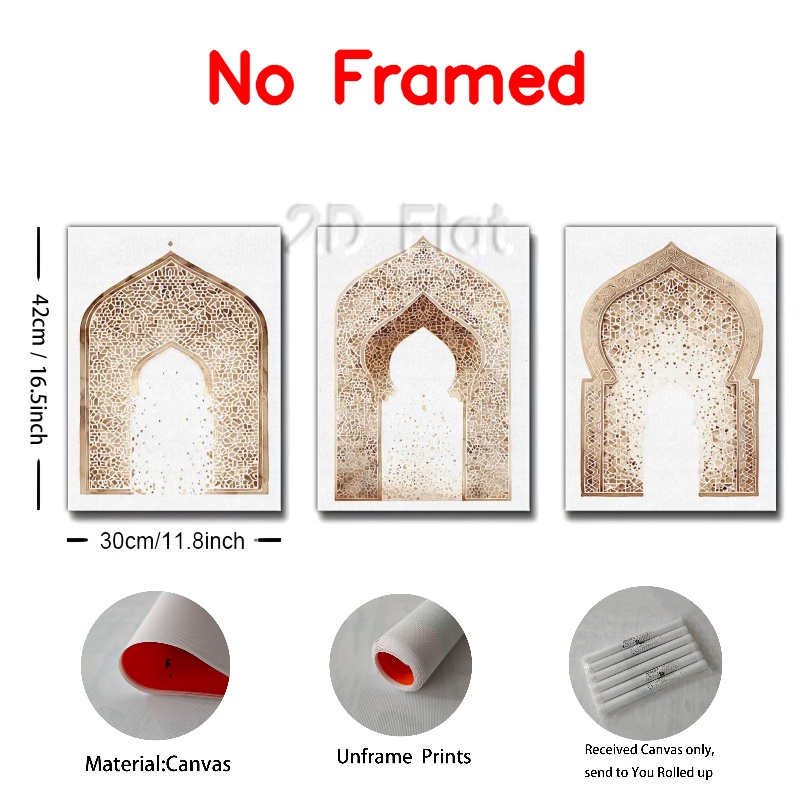 No Framed
2D Flat
42cm / 16.5inch
30cm/11.8inch
Material:Canvas
Unframe Prints
Received Canvas only,
send to You Rolled up